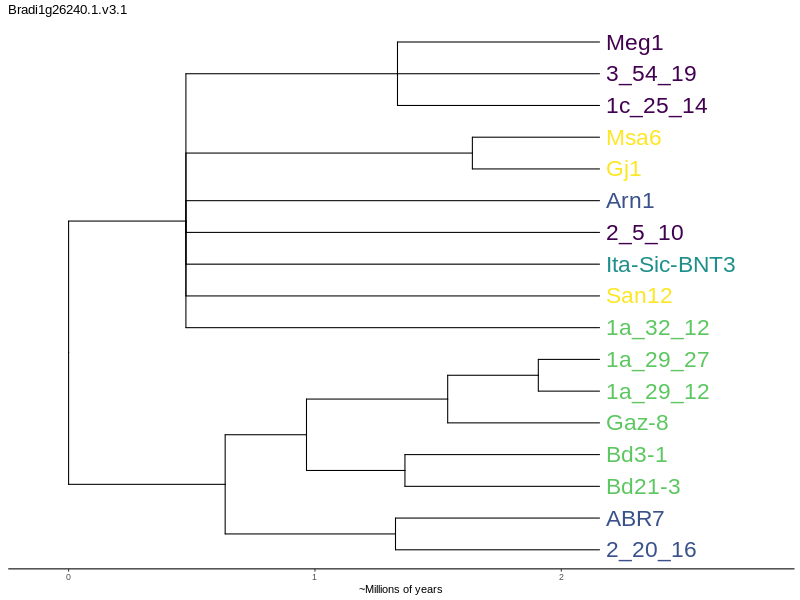 Bradi1g26240.1.v3.1
Meg1
3_54_19
1c_25_14
Msa6
Gj1
Arn1
2_5_10
Ita-Sic-BNT3
San12
1a_32_12
1a_29_27
1a_29_12
Gaz-8
Bd3-1
Bd21-3
ABR7
2_20_16
0 1 2
~Millions of years